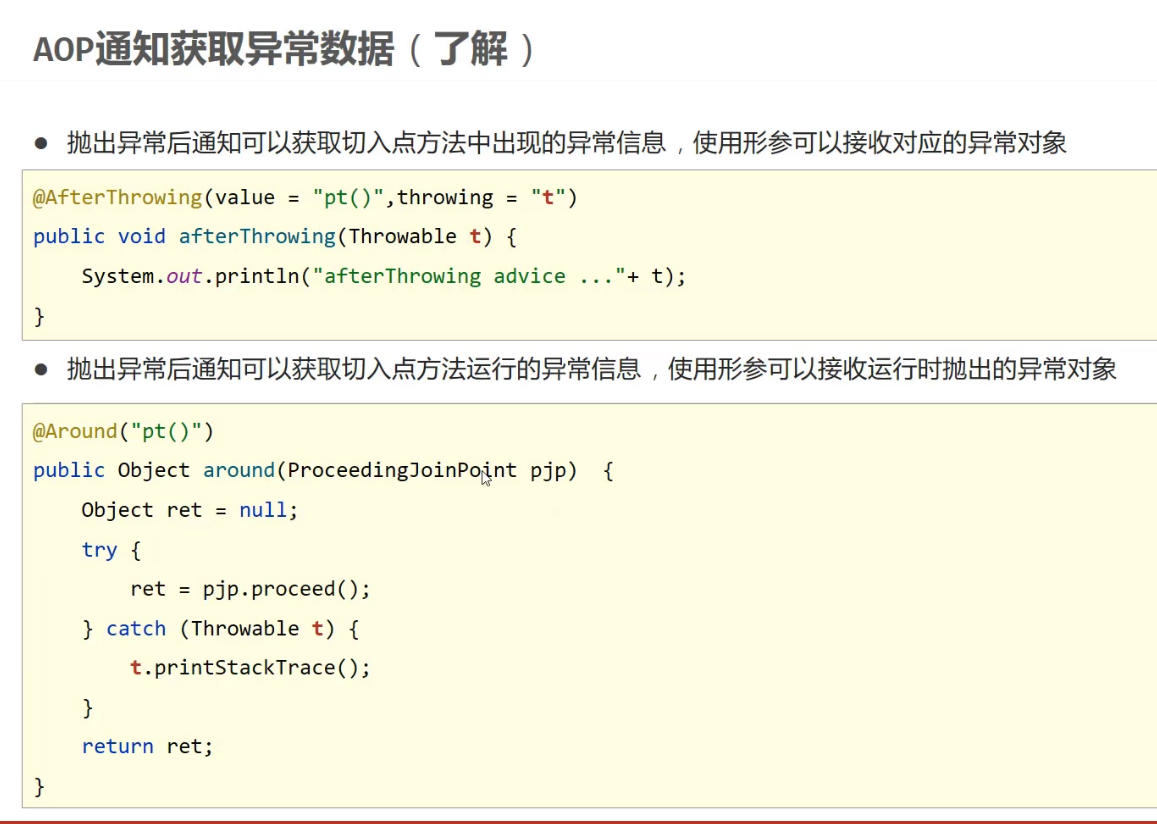 AOP通知获取异常数据（了解）
● 抛出异常后通知可以获取切入点方法中出现的异常信息，使用形参可以接收对应的异常对象
@AfterThrowing(value = "pt()",throwing = "t")
public void afterThrowing(Throwable t) {
    System.out.println("afterThrowing advice ..."+ t);
}
● 抛出异常后通知可以获取切入点方法运行的异常信息，使用形参可以接收运行时抛出的异常对象
@Around("pt()")
public Object around(ProceedingJoinPoint pjp)  {
    Object ret = null;
    try {
        ret = pjp.proceed();
    } catch (Throwable t) {
        t.printStackTrace();
    }
    return ret;
}